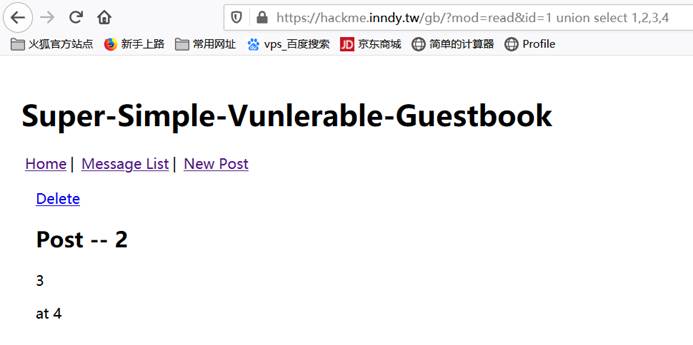 https://hackme.inndy.tw/gb/?mod=read&id=1 union select 1,2,3,4
火狐官方站点 新手上路 常用网址 vps_百度搜索 JD 京东商城 简单的计算器 Profile
Super-Simple-Vunlerable-Guestbook
Home | Message List | New Post
Delete
Post -- 2
3
at 4